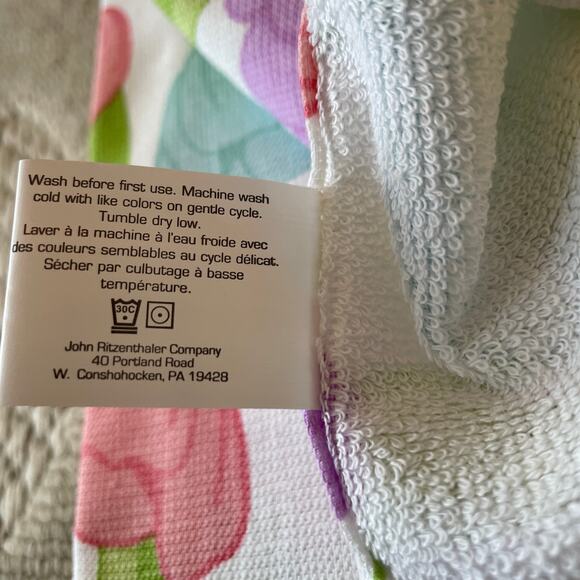 Wash before first use. Machine wash
cold with like colors on gentle cycle.
Tumble dry low.
Laver à la machine à l'eau froide avec
des couleurs semblables au cycle délicat.
Sécher par culbutage à basse
température.
30C
John Ritzenthaler Company
40 Portland Road
W. Conshohocken, PA 19428